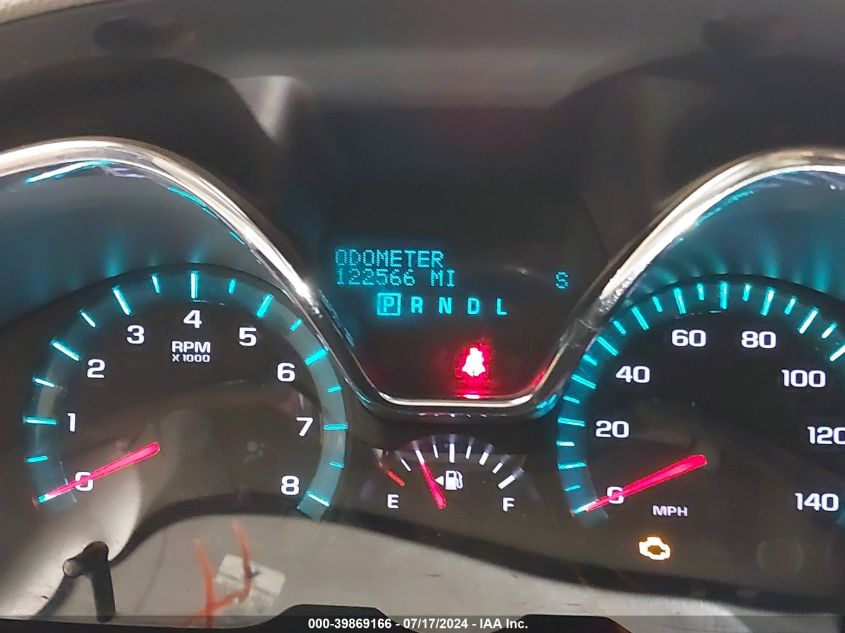 ODOMETER
122566 MI S
P R N D L
0 1 2 3 4 5 6 7 8
RPM
X1000
E F
0 20 40 60 80 100 120 140
MPH
000-39869166 - 07/17/2024 - IAA Inc.